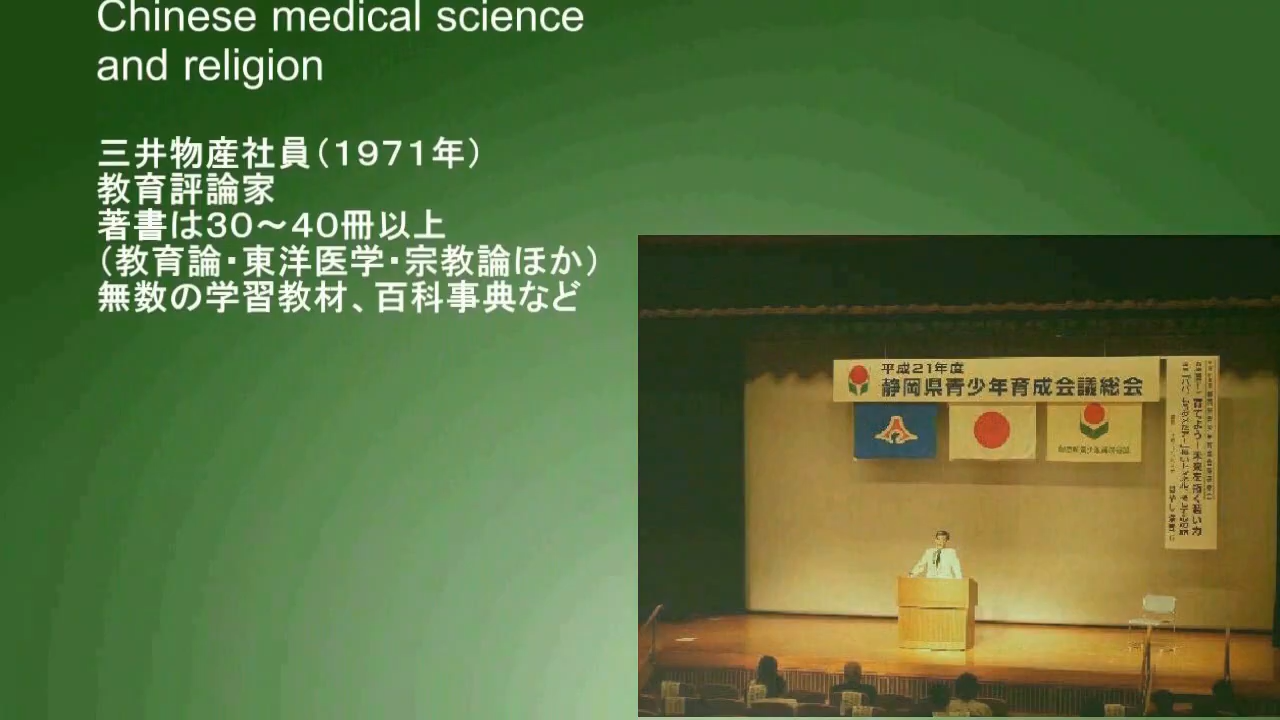 Chinese medical science
and religion
三井物産社員（1971年）
教育評論家
著書は30～40冊以上
（教育論・東洋医学・宗教論ほか）
無数の学習教材、百科事典など
平成21年度
静岡県青少年育成会議総会